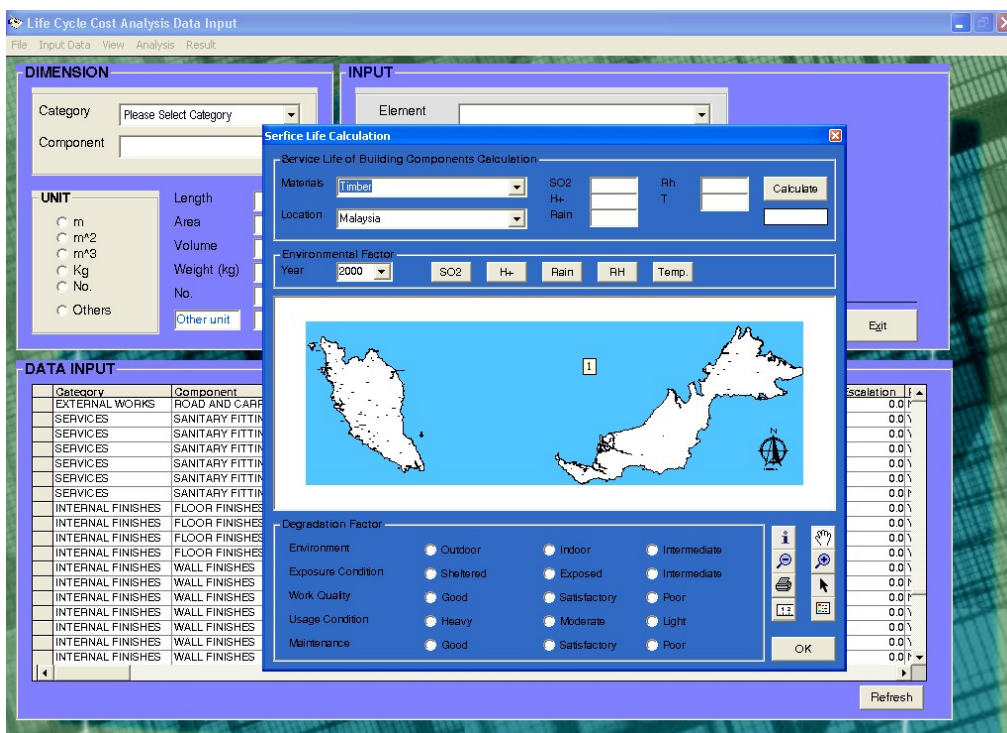 Life Cycle Cost Analysis Data Input
File Input Data View Analysis Result
DIMENSION
Category Please Select Category
Component
UNIT
m
m^2
m^3
Kg
No.
Others
Length
Area
Volume
Weight (kg)
No.
Other unit
INPUT
Element
Exit
Serfice Life Calculation
Service Life of Building Components Calculation
Materials Timber SO2 Rh Calculate
H+ T
Location Malaysia Rain
Environmental Factor
Year 2000 SO2 H+ Rain RH Temp.
1
N
Degradation Factor
Environment Outdoor Indoor Intermediate
Exposure Condition Sheltered Exposed Intermediate
Work Quality Good Satisfactory Poor
Usage Condition Heavy Moderate Light
Maintenance Good Satisfactory Poor
OK
DATA INPUT
Category Component Escalation
EXTERNAL WORKS ROAD AND CARP 0.0
SERVICES SANITARY FITTIN 0.0
SERVICES SANITARY FITTIN 0.0
SERVICES SANITARY FITTIN 0.0
SERVICES SANITARY FITTIN 0.0
SERVICES SANITARY FITTIN 0.0
SERVICES SANITARY FITTIN 0.0
INTERNAL FINISHES FLOOR FINISHES 0.0
INTERNAL FINISHES FLOOR FINISHES 0.0
INTERNAL FINISHES FLOOR FINISHES 0.0
INTERNAL FINISHES FLOOR FINISHES 0.0
INTERNAL FINISHES WALL FINISHES 0.0
INTERNAL FINISHES WALL FINISHES 0.0
INTERNAL FINISHES WALL FINISHES 0.0
INTERNAL FINISHES WALL FINISHES 0.0
INTERNAL FINISHES WALL FINISHES 0.0
INTERNAL FINISHES WALL FINISHES 0.0
INTERNAL FINISHES WALL FINISHES 0.0
Refresh